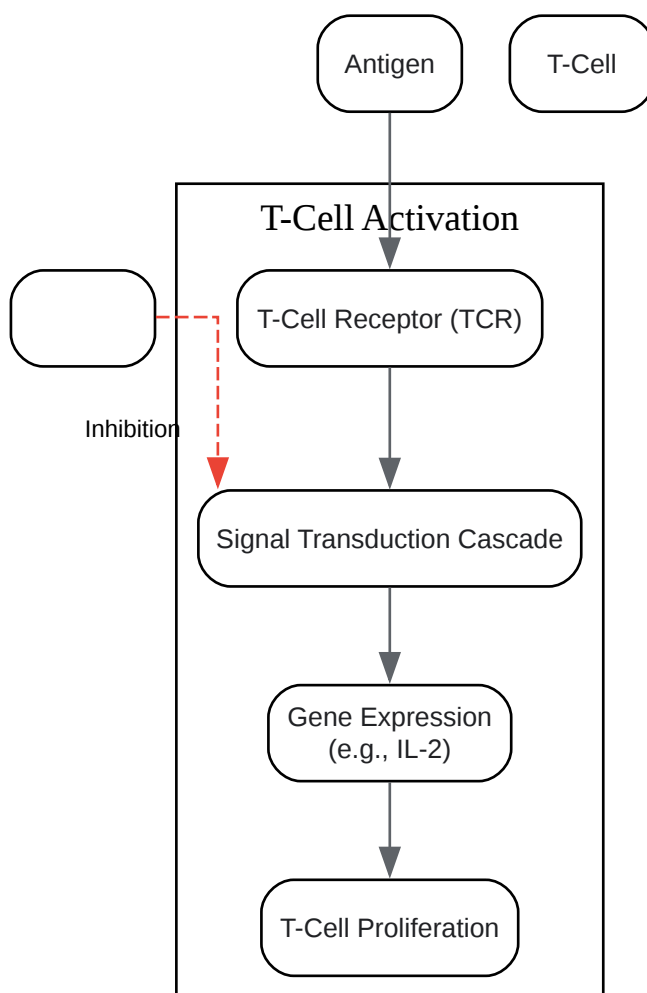 Antigen
T-Cell
T-Cell Activation
T-Cell Receptor (TCR)
Inhibition
Signal Transduction Cascade
Gene Expression
(e.g., IL-2)
T-Cell Proliferation